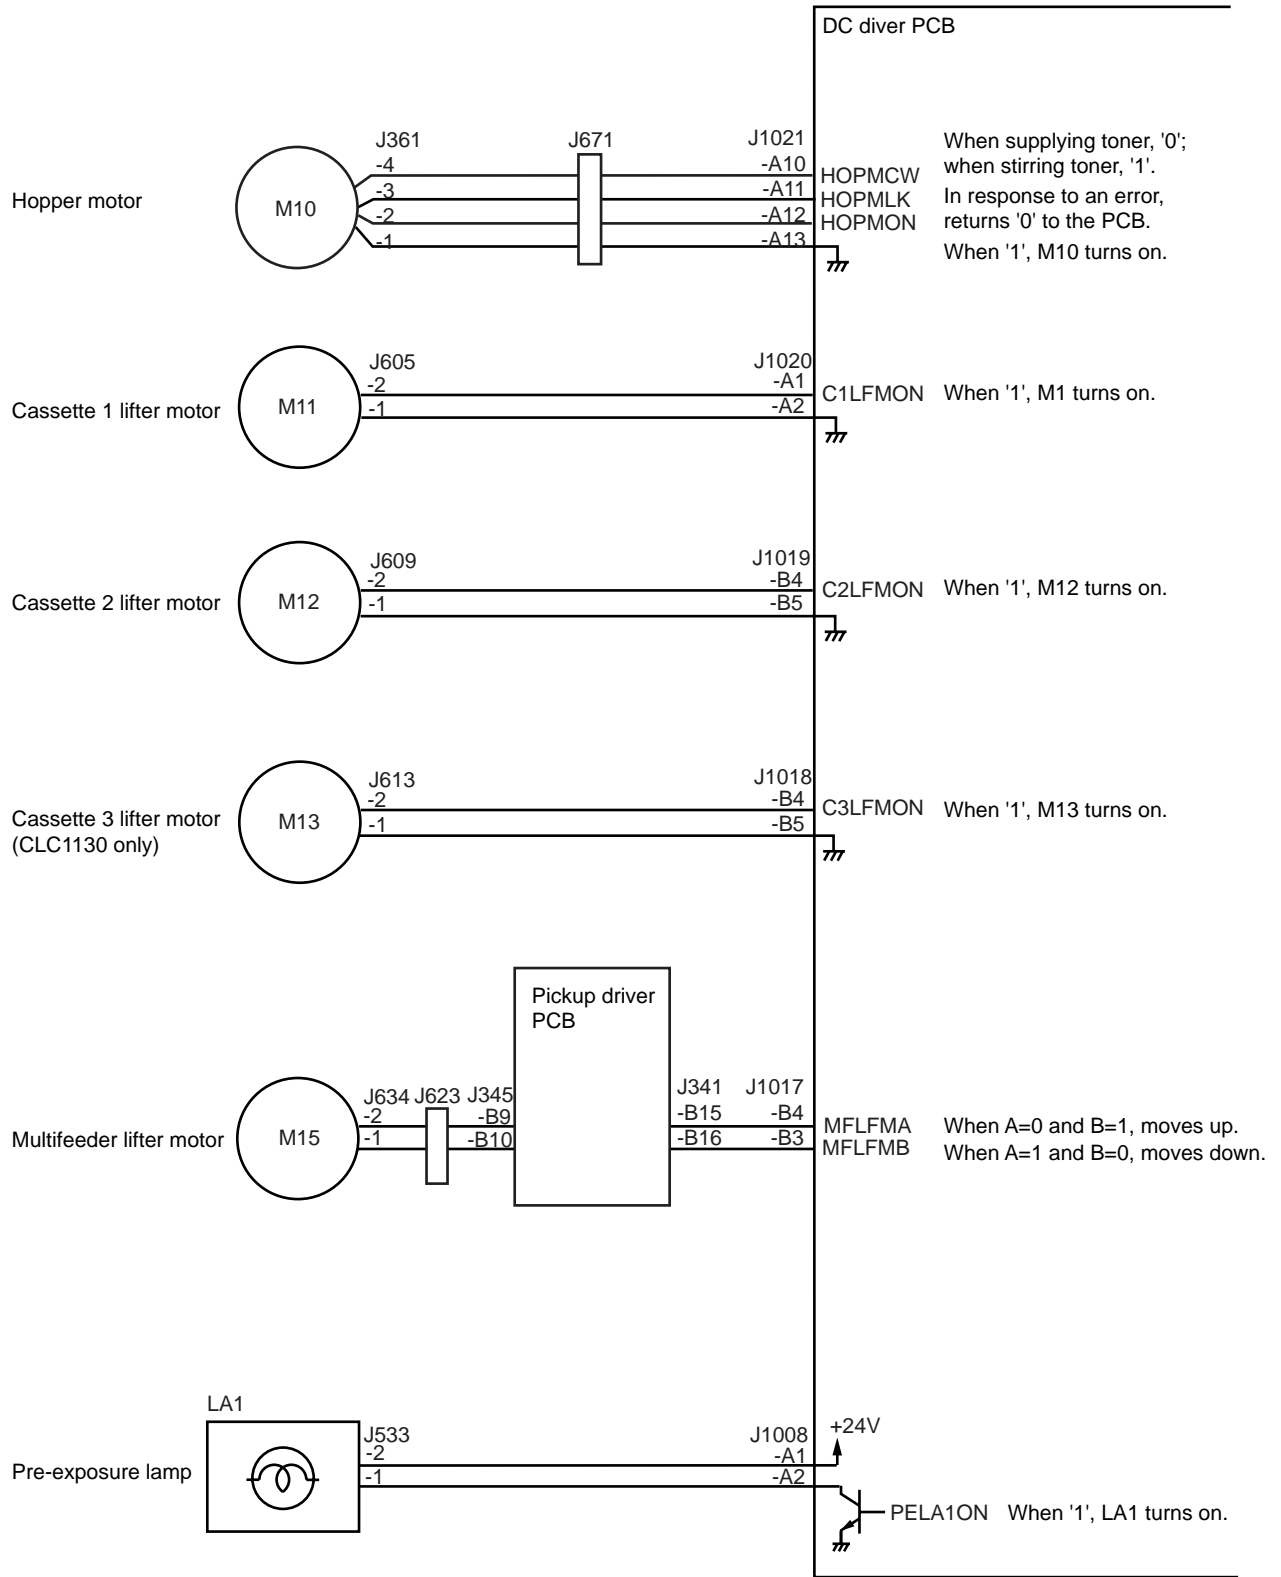 DC diver PCB
J361
J671
J1021
-4
-A10
HOPMCW
When supplying toner, '0';
when stirring toner, '1'.
Hopper motor
M10
-3
-A11
HOPMLK
In response to an error,
returns '0' to the PCB.
-2
-A12
HOPMON
When '1', M10 turns on.
-1
-A13
J605
J1020
Cassette 1 lifter motor
M11
-2
-A1
C1LFMON
When '1', M1 turns on.
-1
-A2
J609
J1019
Cassette 2 lifter motor
M12
-2
-B4
C2LFMON
When '1', M12 turns on.
-1
-B5
J613
J1018
Cassette 3 lifter motor
(CLC1130 only)
M13
-2
-B4
C3LFMON
When '1', M13 turns on.
-1
-B5
Pickup driver
PCB
J634
J623
J345
J341
J1017
Multifeeder lifter motor
M15
-2
-B9
-B15
-B4
MFLFMA
When A=0 and B=1, moves up.
-1
-B10
-B16
-B3
MFLFMB
When A=1 and B=0, moves down.
LA1
J533
J1008
+24V
Pre-exposure lamp
-2
-A1
-1
-A2
PELA1ON
When '1', LA1 turns on.